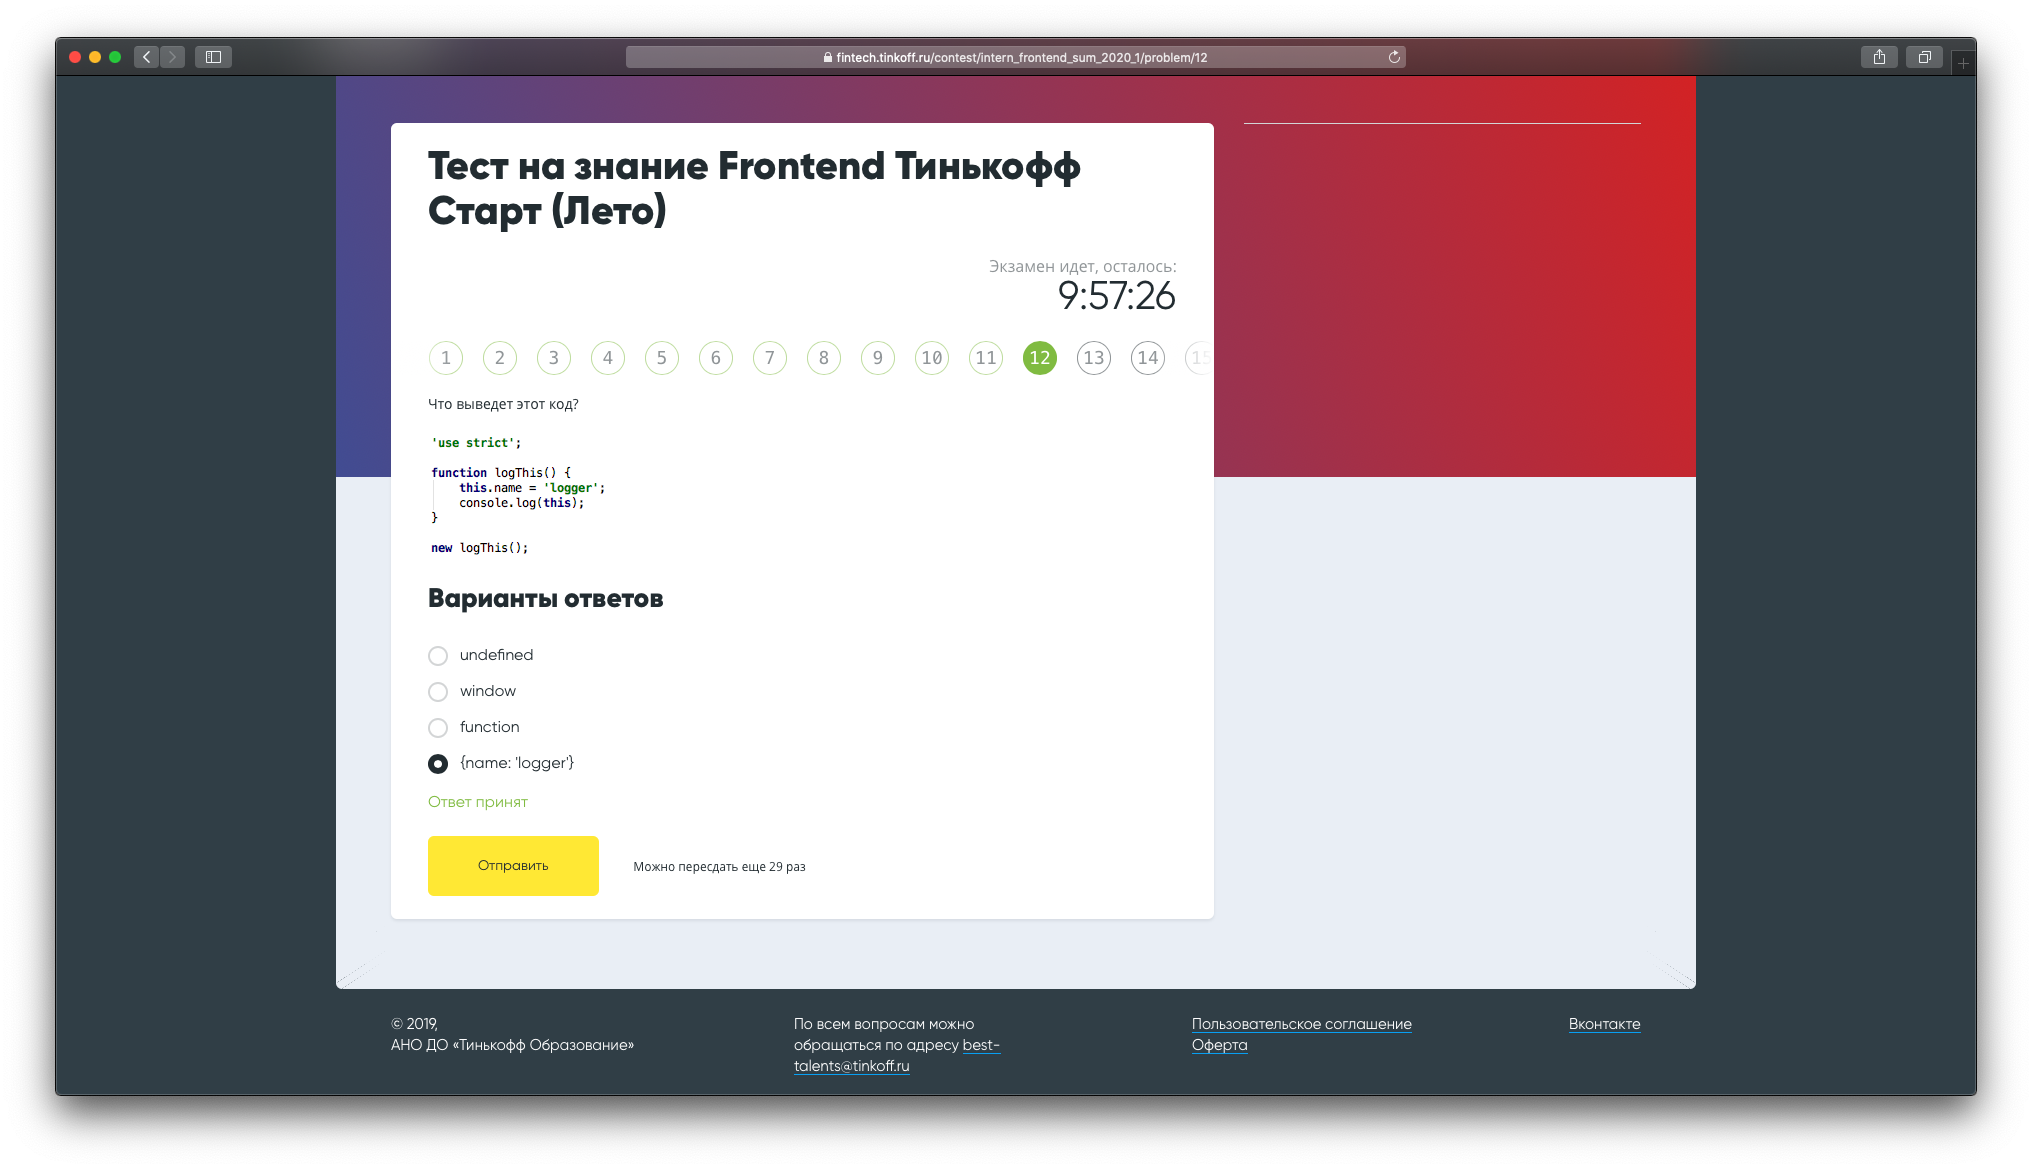 fintech.tinkoff.ru/contest/intern_frontend_sum_2020_1/problem/12
Тест на знание Frontend Тинькофф
Старт (Лето)
Экзамен идет, осталось:
9:57:26
1 2 3 4 5 6 7 8 9 10 11 12 13 14 15
Что выведет этот код?
'use strict';
function logThis() {
    this.name = 'logger';
    console.log(this);
}
new logThis();
Варианты ответов
undefined
window
function
{name: 'logger'}
Ответ принят
Отправить
Можно пересдать еще 29 раз
© 2019,
АНО ДО «Тинькофф Образование»
По всем вопросам можно
обращаться по адресу best-
talents@tinkoff.ru
Пользовательское соглашение
Оферта
Вконтакте